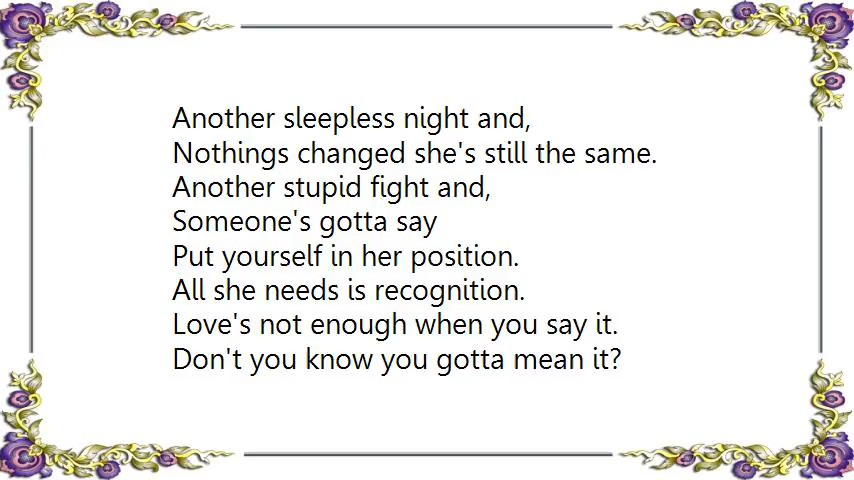 Another sleepless night and,
Nothings changed she's still the same.
Another stupid fight and,
Someone's gotta say
Put yourself in her position.
All she needs is recognition.
Love's not enough when you say it.
Don't you know you gotta mean it?